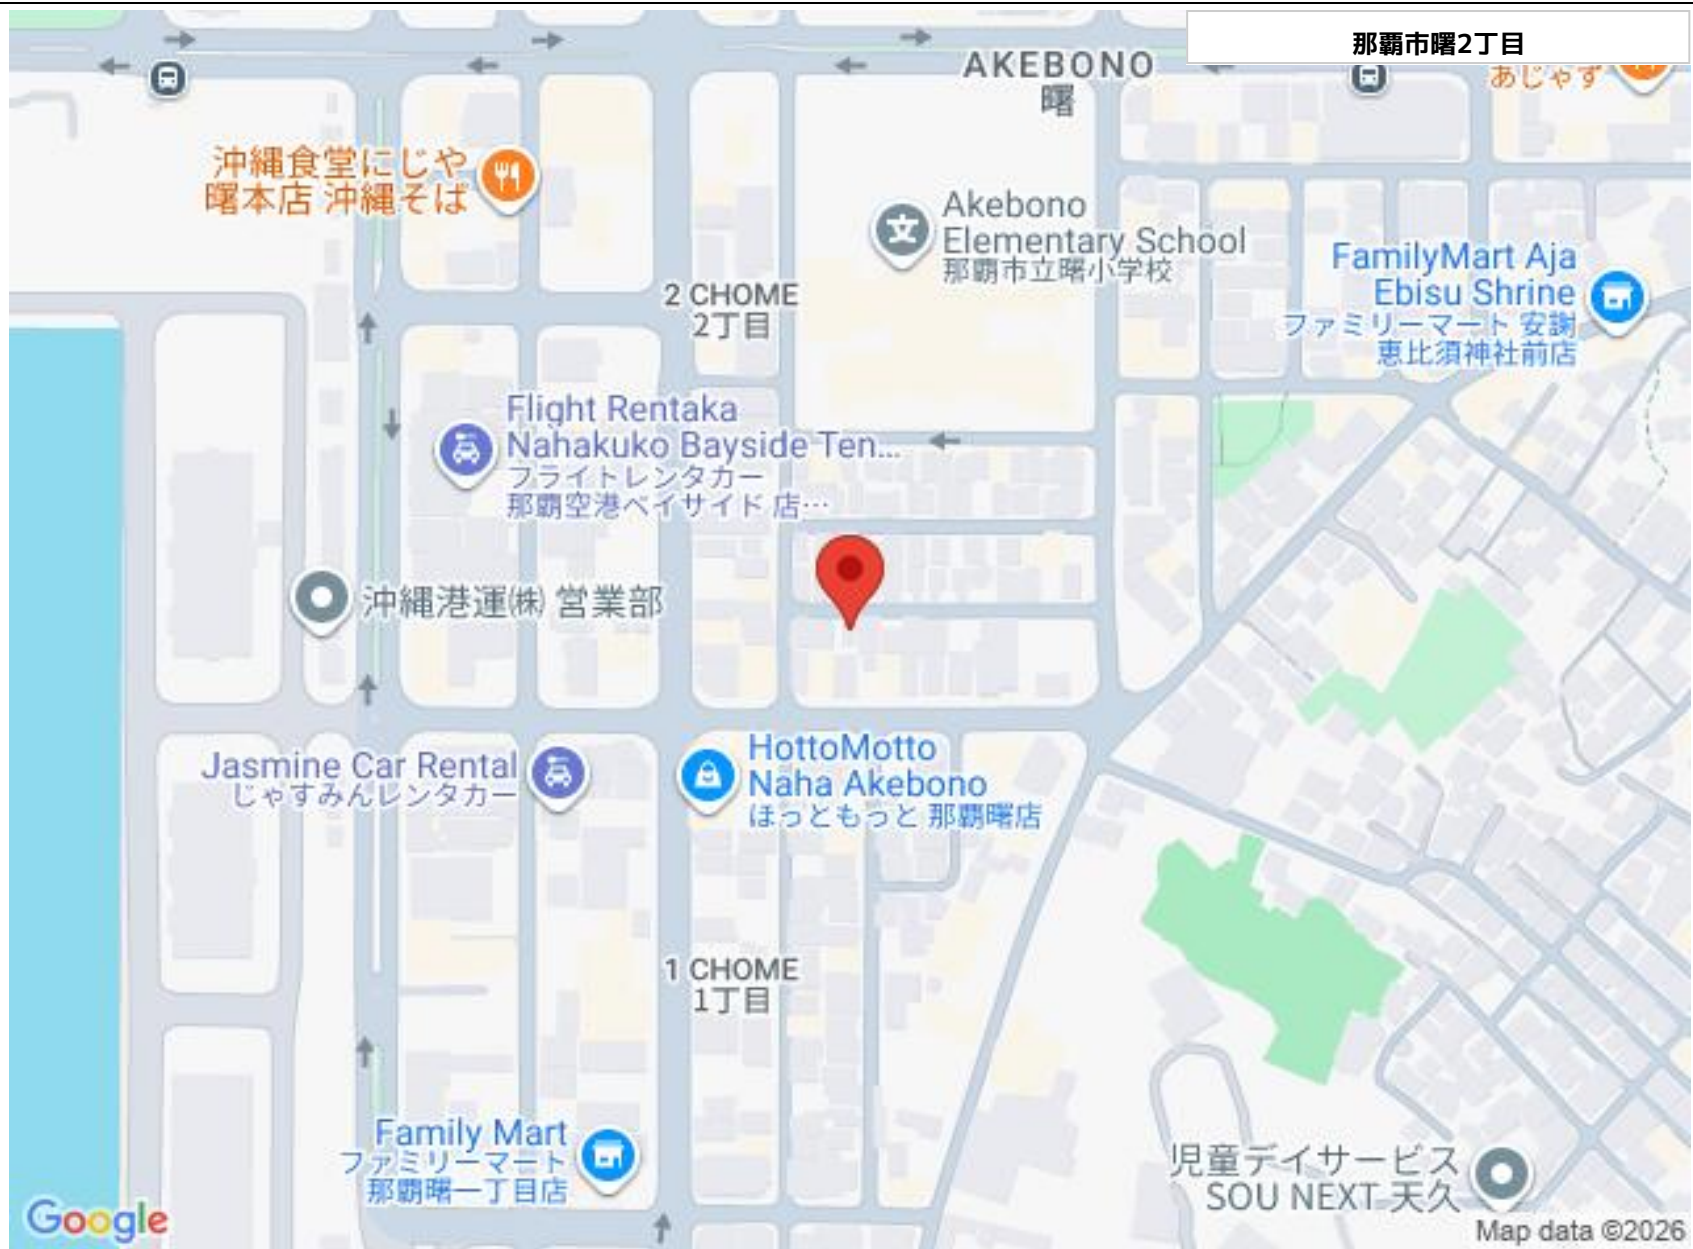 那覇市曙2丁目
AKEBONO
曙
あじゃず
沖縄食堂にじや
曙本店 沖縄そば
Akebono
Elementary School
那覇市立曙小学校
FamilyMart Aja
Ebisu Shrine
ファミリーマート 安謝
恵比須神社前店
2 CHOME
2丁目
Flight Rentaka
Nahakuko Bayside Ten...
フライトレンタカー
那覇空港ベイサイド 店…
沖縄港運㈱ 営業部
Jasmine Car Rental
じゃすみんレンタカー
HottoMotto
Naha Akebono
ほっともっと 那覇曙店
1 CHOME
1丁目
Family Mart
ファミリーマート
那覇曙一丁目店
児童デイサービス
SOU NEXT 天久
Google
Map data ©2026